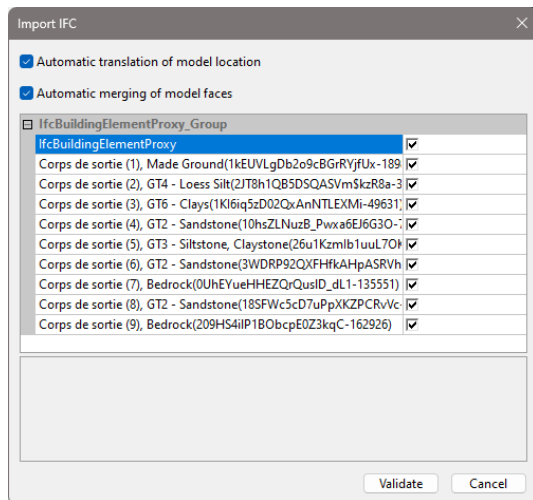 Import IFC
Automatic translation of model location
Automatic merging of model faces
IfcBuildingElementProxy_Group
IfcBuildingElementProxy
Corps de sortie (1), Made Ground(1kEUVLgDb2o9cBGrRYjfUx-189
Corps de sortie (2), GT4 - Loess Silt(2JT8h1QB5DSQASVm$kzR8a-3
Corps de sortie (3), GT6 - Clays(1Kl6iq5zD02QxAnNTLEXMi-49631)
Corps de sortie (4), GT2 - Sandstone(10hsZLNuzB_Pwxa6EJ6G3O-7
Corps de sortie (5), GT3 - Siltstone, Claystone(26u1Kzmlb1uuL7OK
Corps de sortie (6), GT2 - Sandstone(3WDRP92QXFHfkAHpASRVh
Corps de sortie (7), Bedrock(0UhEYueHHEZQrQusID_dL1-135551)
Corps de sortie (8), GT2 - Sandstone(18SFWc5cD7uPpXKZPCRvVc-
Corps de sortie (9), Bedrock(209HS4iIP1BObcpE0Z3kqC-162926)
Validate
Cancel